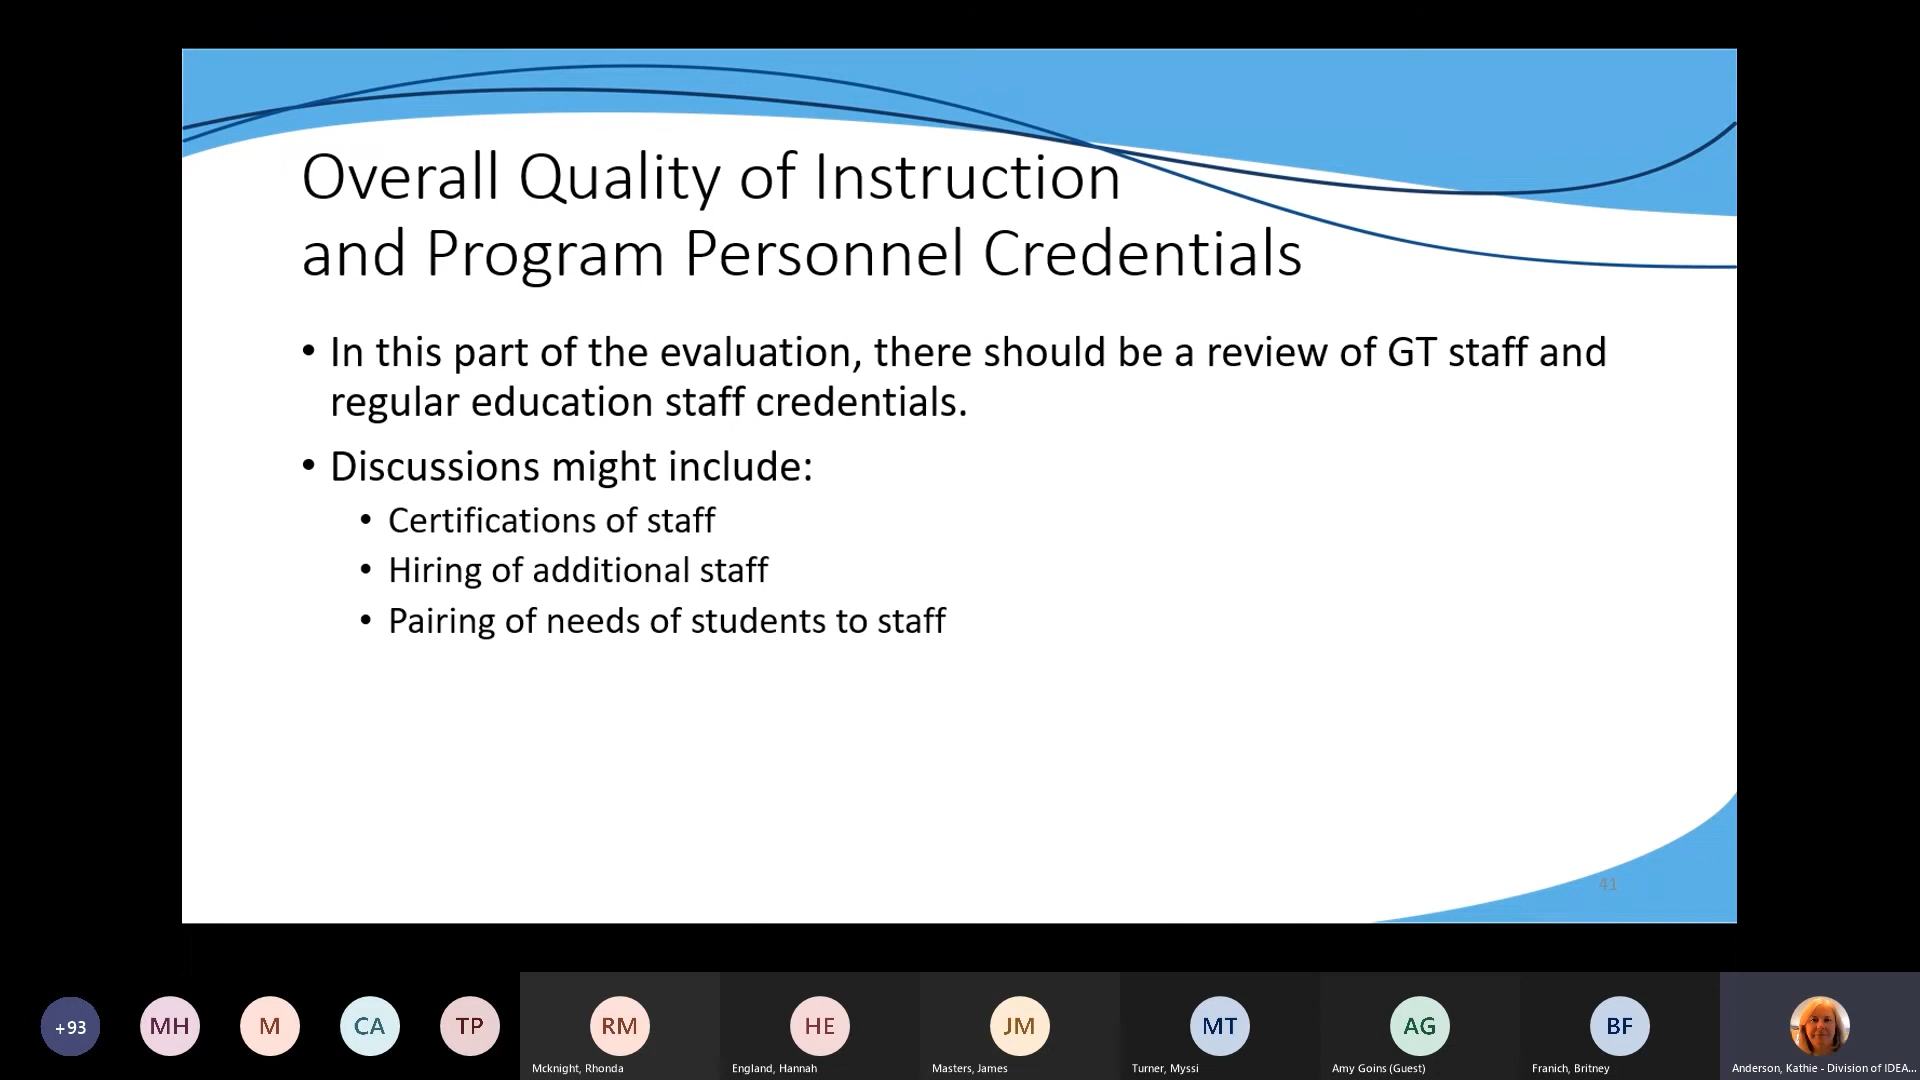 Overall Quality of Instruction
and Program Personnel Credentials
• In this part of the evaluation, there should be a review of GT staff and
regular education staff credentials.
• Discussions might include:
• Certifications of staff
• Hiring of additional staff
• Pairing of needs of students to staff
41
+93
MH
M
CA
TP
RM
HE
JM
MT
AG
BF
Mcknight, Rhonda
England, Hannah
Masters, James
Turner, Myssi
Amy Goins (Guest)
Franich, Britney
Anderson, Kathie - Division of IDEA...